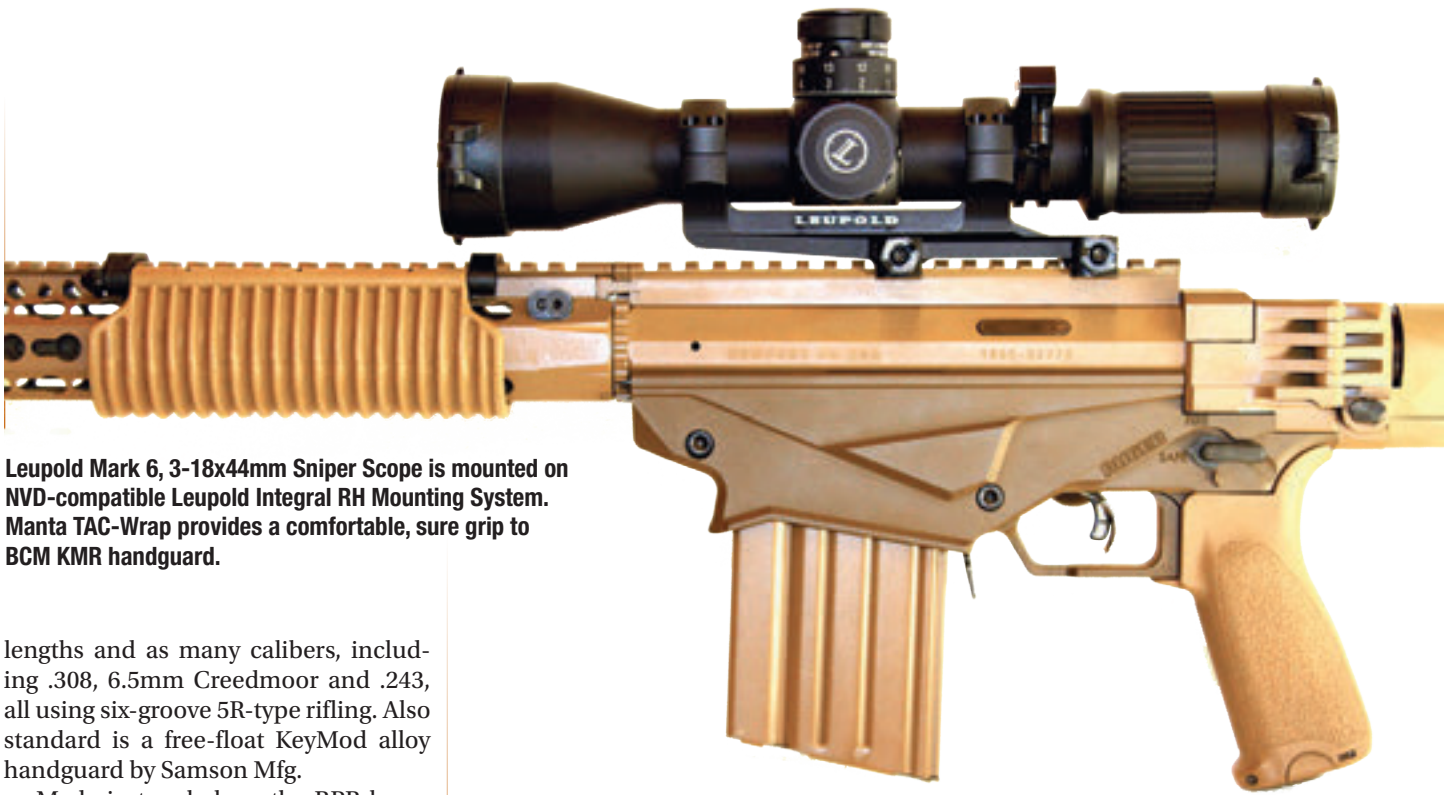 LEUPOLD
Leupold Mark 6, 3-18x44mm Sniper Scope is mounted on
NVD-compatible Leupold Integral RH Mounting System.
Manta TAC-Wrap provides a comfortable, sure grip to
BCM KMR handguard.
lengths and as many calibers, includ-
ing .308, 6.5mm Creedmoor and .243,
all using six-groove 5R-type rifling. Also
standard is a free-float KeyMod alloy
handguard by Samson Mfg.